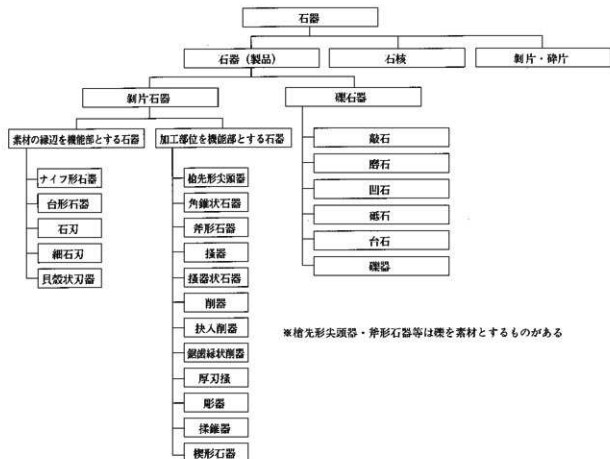 石器
石器（製品）
石核
剥片・砕片
剥片石器
礫石器
素材の縁辺を機能部とする石器
加工部位を機能部とする石器
ナイフ形石器
台形石器
石刃
細石刃
貝殻状刃器
槍先形尖頭器
角錐状石器
斧形石器
掻器
掻器状石器
削器
抉入削器
鋸歯縁状削器
厚刃掻
彫器
揉錐器
楔形石器
敲石
磨石
凹石
砥石
台石
礫器
※槍先形尖頭器・斧形石器等は礫を素材とするものがある